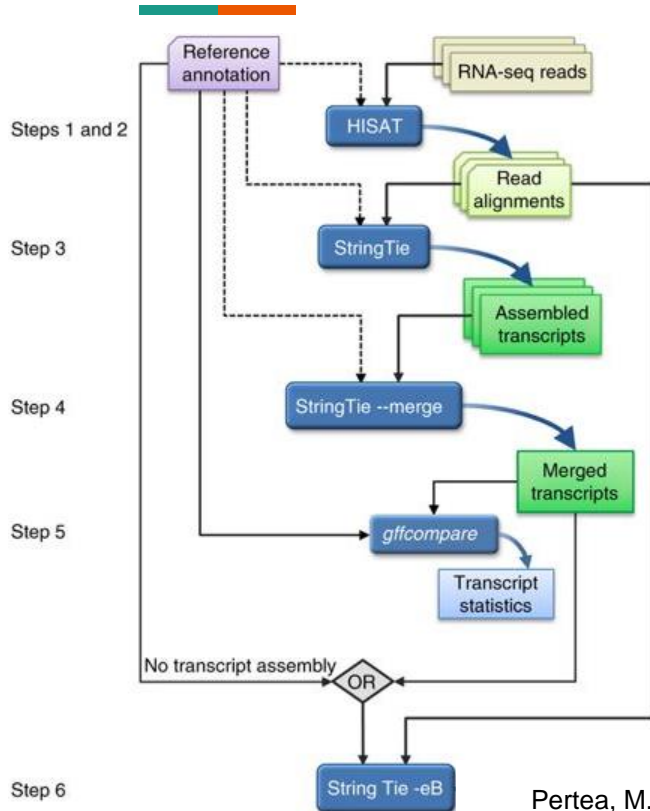 Reference
annotation
RNA-seq reads
Steps 1 and 2
HISAT
Read
alignments
Step 3
StringTie
Assembled
transcripts
Step 4
StringTie --merge
Merged
transcripts
Step 5
gffcompare
Transcript
statistics
No transcript assembly
OR
Step 6
String Tie -eB
Pertea, M.